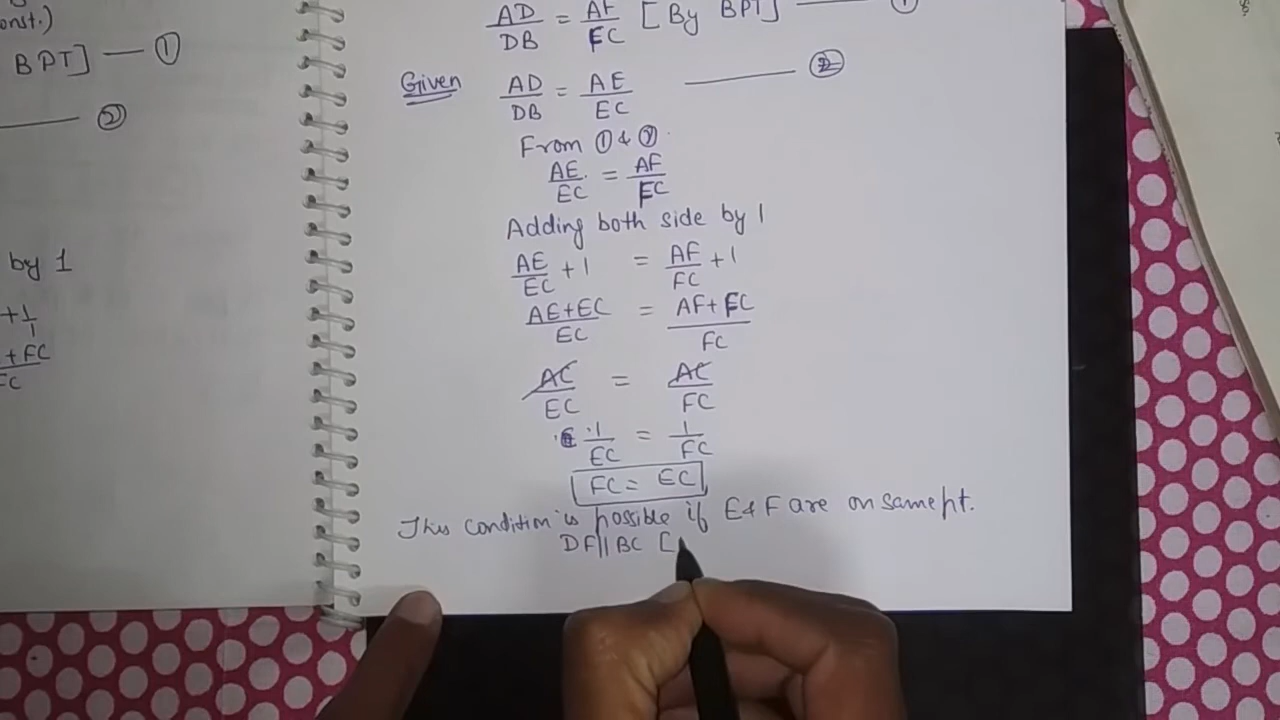 onst.)
BPT] — ①
②
by 1
+1/1
+ FC
FC
AD/DB = AF/FC [By BPT] — ①
Given AD/DB = AE/EC — ②
From ① & ②
AE/EC = AF/FC
Adding both side by 1
AE/EC + 1 = AF/FC + 1
AE+EC/EC = AF+FC/FC
AC/EC = AC/FC
1/EC = 1/FC
FC = EC
This condition is possible if E & F are on same pt.
DF || BC [